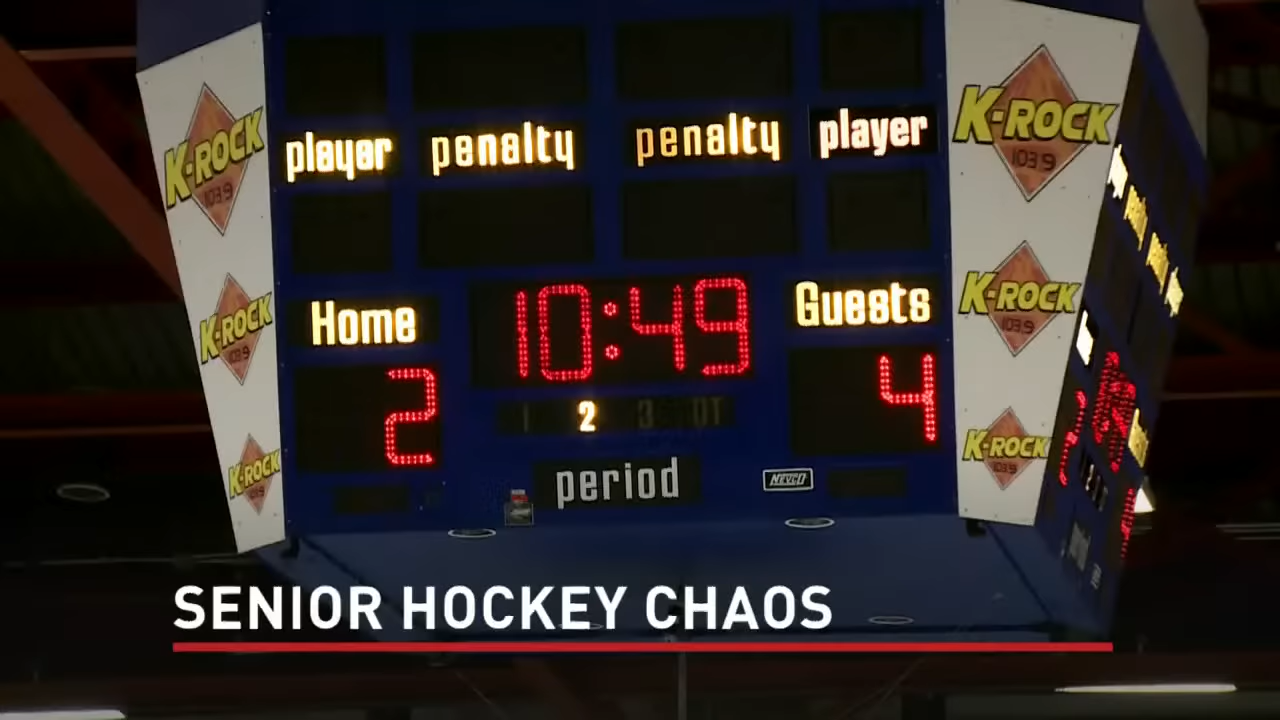 K-ROCK
103.9
player penalty penalty player
K-ROCK
103.9
K-ROCK
103.9
Home 10:49 Guests
K-ROCK
103.9
2 4
1 2 3 OT
K-ROCK
103.9
K-ROCK
103.9
period
NEVCO
SENIOR HOCKEY CHAOS